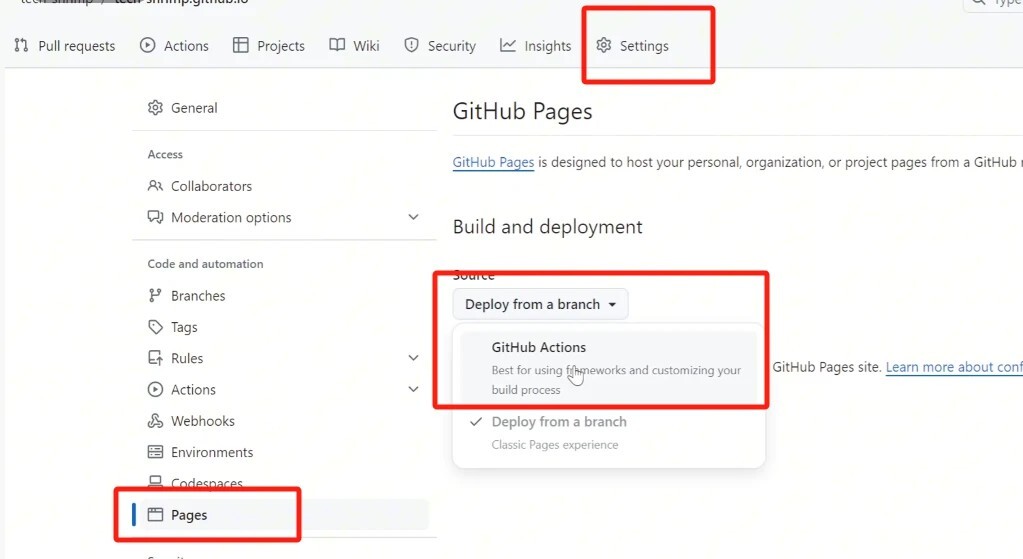 tech-shrimp / tech-shrimp.github.io
Type
Pull requests
Actions
Projects
Wiki
Security
Insights
Settings
General
Access
Collaborators
Moderation options
Code and automation
Branches
Tags
Rules
Actions
Webhooks
Environments
Codespaces
Pages
GitHub Pages
GitHub Pages is designed to host your personal, organization, or project pages from a GitHub
Build and deployment
Source
Deploy from a branch
GitHub Actions
Best for using frameworks and customizing your
build process
GitHub Pages site. Learn more about conf
Deploy from a branch
Classic Pages experience